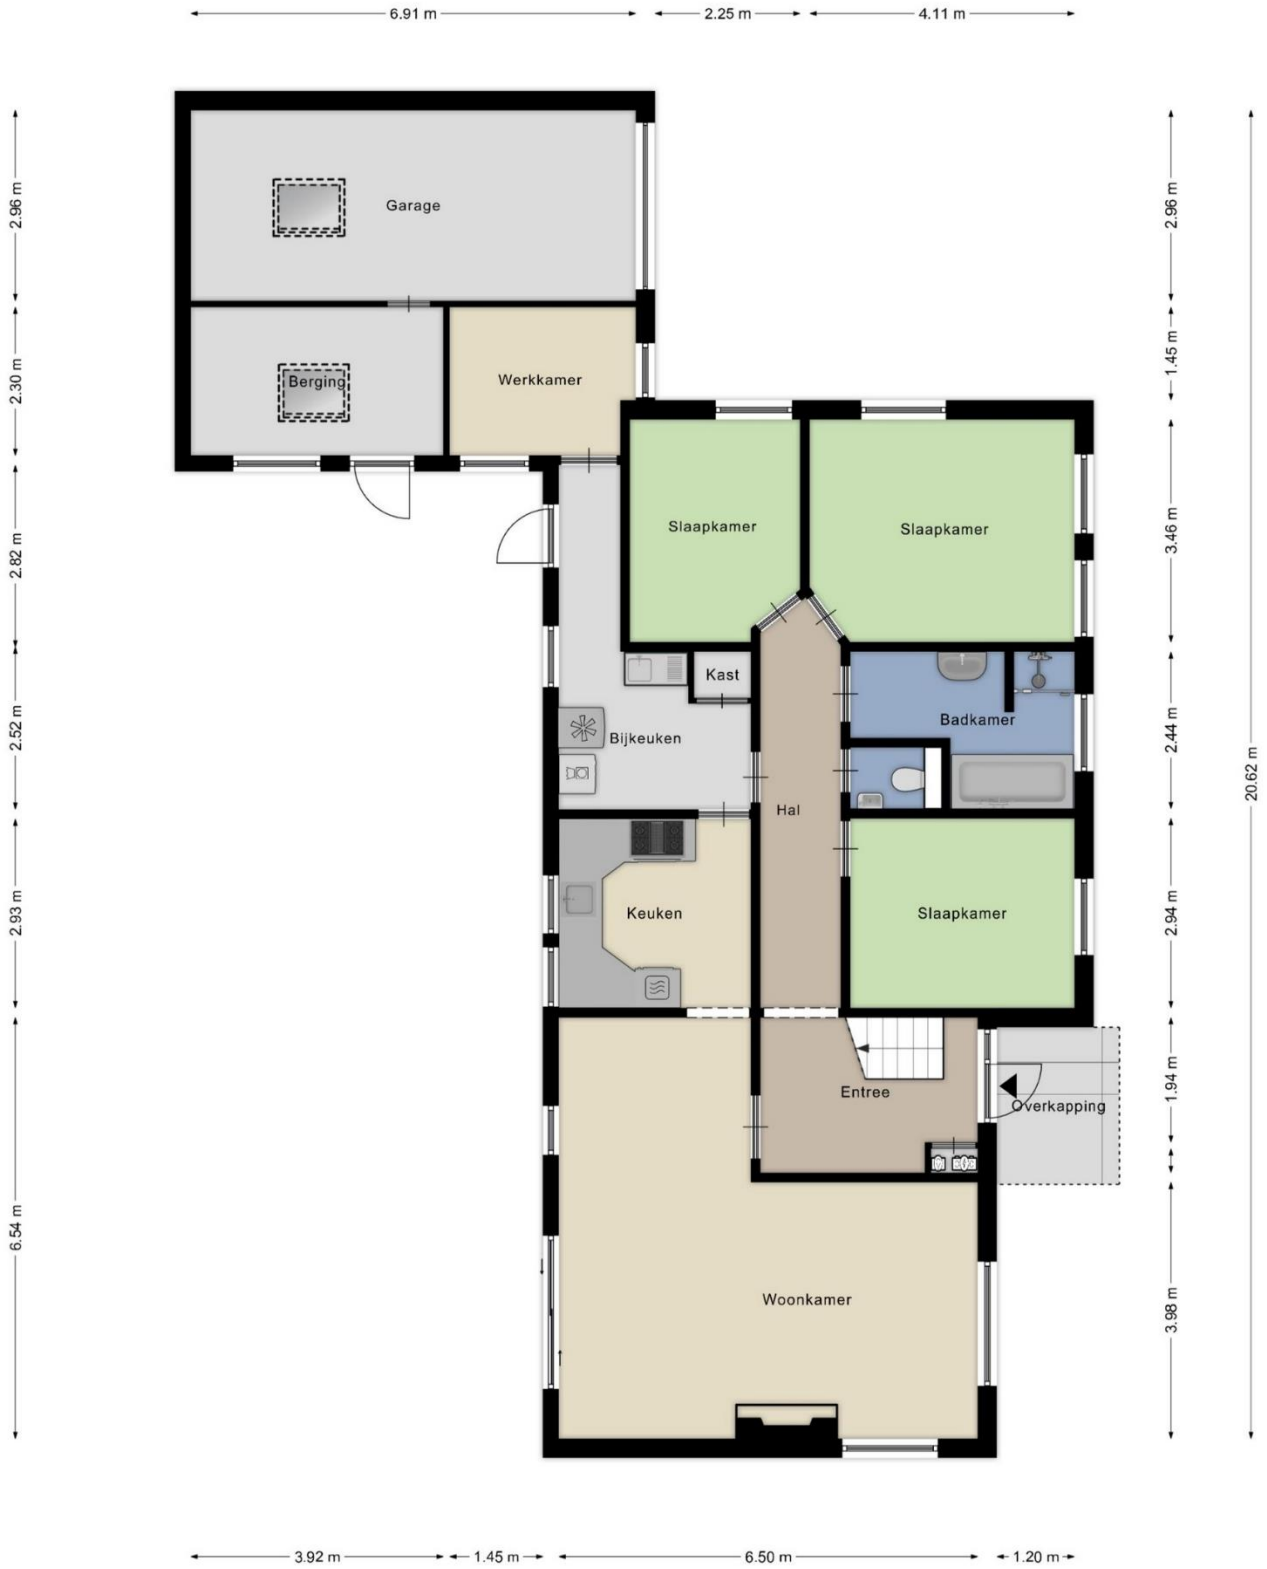 6.91 m
2.25 m
4.11 m
2.96 m
Garage
2.96 m
2.30 m
Berging
Werkkamer
1.45 m
2.82 m
Slaapkamer
Slaapkamer
3.46 m
Kast
2.52 m
Bijkeuken
Badkamer
2.44 m
20.62 m
Hal
2.93 m
Keuken
Slaapkamer
2.94 m
Entree
Overkapping
1.94 m
6.54 m
Woonkamer
3.98 m
3.92 m
1.45 m
6.50 m
1.20 m